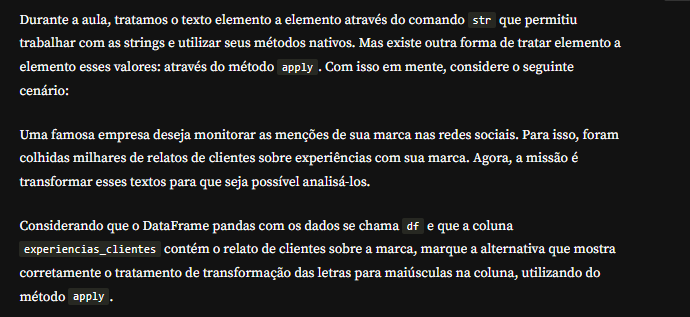 Durante a aula, tratamos o texto elemento a elemento através do comando str que permitiu
trabalhar com as strings e utilizar seus métodos nativos. Mas existe outra forma de tratar elemento a
elemento esses valores: através do método apply. Com isso em mente, considere o seguinte
cenário:
Uma famosa empresa deseja monitorar as menções de sua marca nas redes sociais. Para isso, foram
colhidas milhares de relatos de clientes sobre experiências com sua marca. Agora, a missão é
transformar esses textos para que seja possível analisá-los.
Considerando que o DataFrame pandas com os dados se chama df e que a coluna
experiencias_clientes contém o relato de clientes sobre a marca, marque a alternativa que mostra
corretamente o tratamento de transformação das letras para maiúsculas na coluna, utilizando do
método apply.